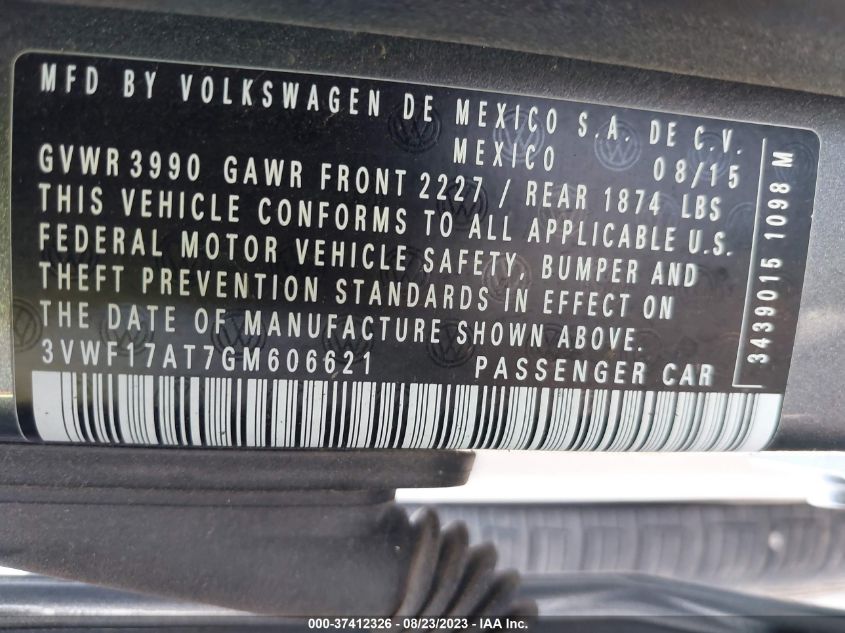 MFD BY VOLKSWAGEN DE MEXICO S.A. DE C.V.
MEXICO 08/15
GVWR 3990 GAWR FRONT 2227 / REAR 1874 LBS
THIS VEHICLE CONFORMS TO ALL APPLICABLE U.S.
FEDERAL MOTOR VEHICLE SAFETY, BUMPER AND
THEFT PREVENTION STANDARDS IN EFFECT ON
THE DATE OF MANUFACTURE SHOWN ABOVE.
3VWF17AT7GM606621 PASSENGER CAR
3439015 1098 M
000-37412326 - 08/23/2023 - IAA Inc.